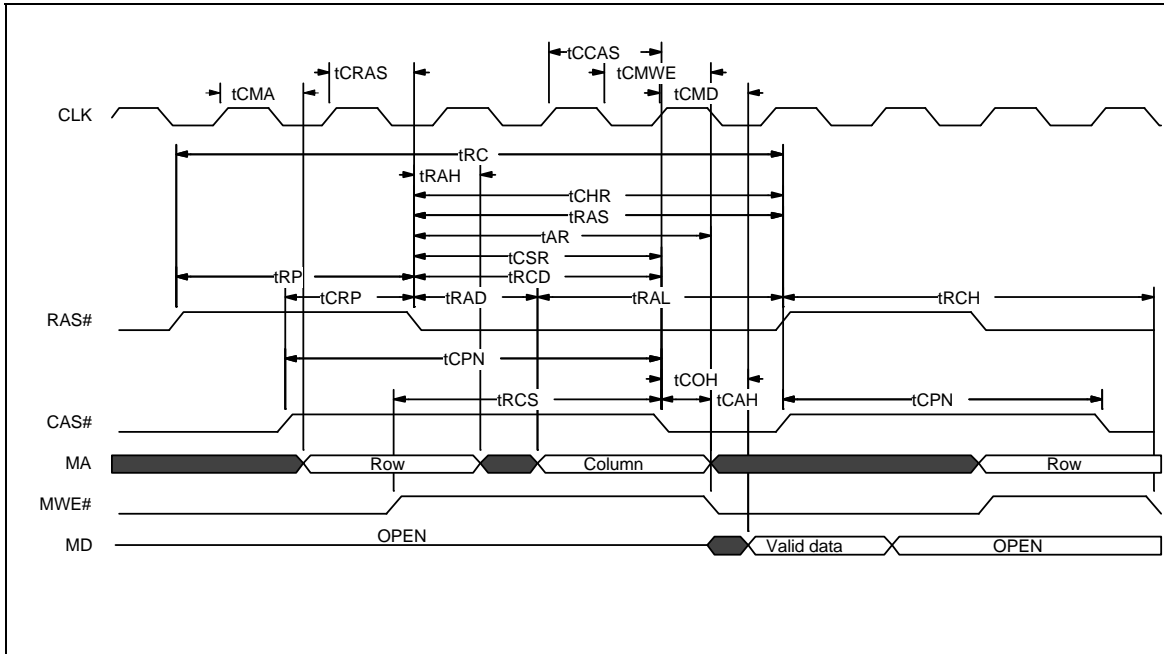 tCCAS
tCRAS
tCMWE
tCMA
tCMD
CLK
tRC
tRAH
tCHR
tRAS
tAR
tCSR
tRP
tRCD
tCRP
tRAD
tRAL
tRCH
RAS#
tCPN
tCOH
tRCS
tCAH
tCPN
CAS#
MA
Row
Column
Row
MWE#
OPEN
MD
Valid data
OPEN